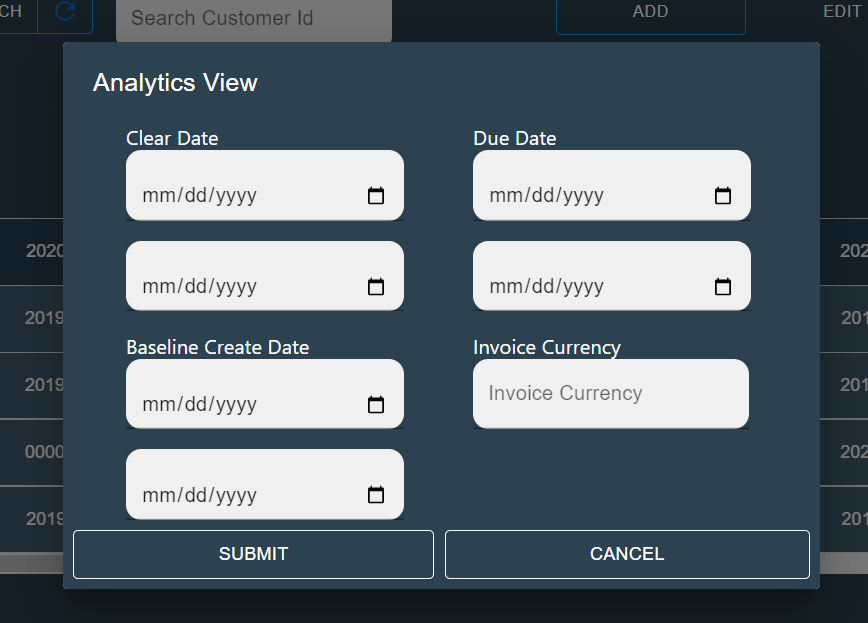 CH
Search Customer Id
ADD
EDIT
Analytics View
Clear Date
Due Date
mm/dd/yyyy
mm/dd/yyyy
mm/dd/yyyy
mm/dd/yyyy
Baseline Create Date
Invoice Currency
mm/dd/yyyy
Invoice Currency
mm/dd/yyyy
SUBMIT
CANCEL
2020
202
2019
201
2019
201
0000
202
2019
201